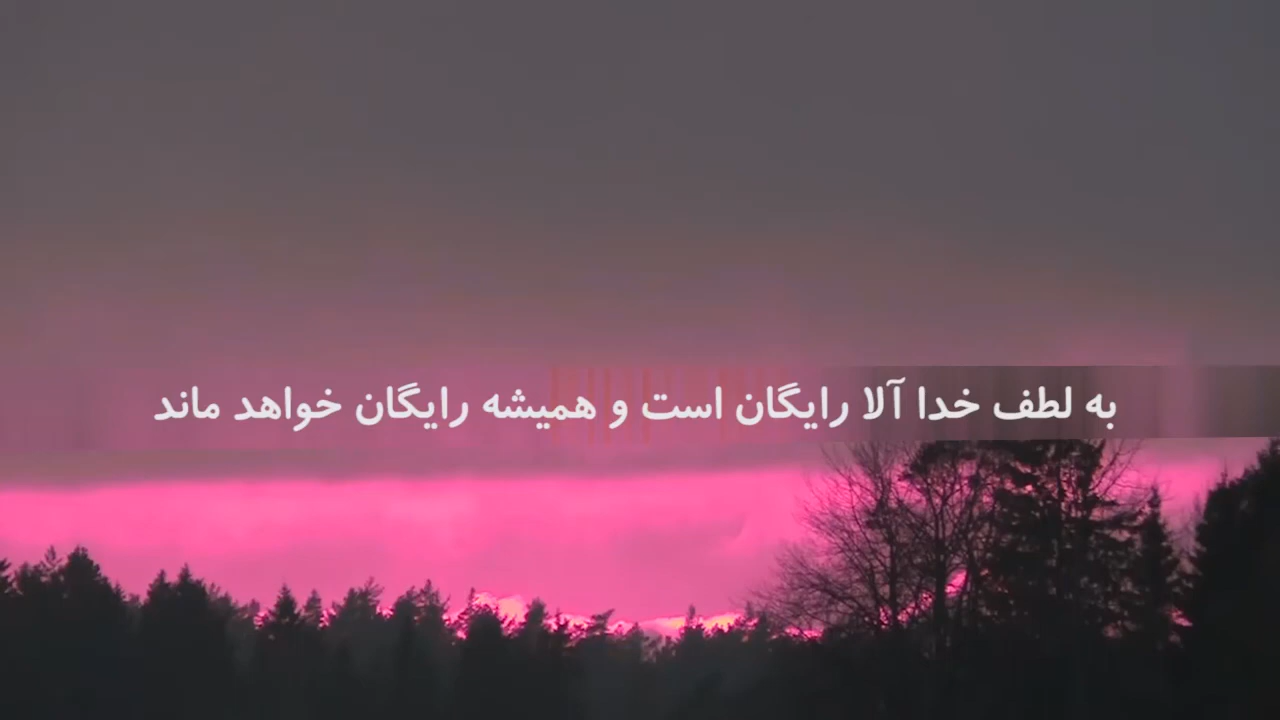 به لطف خدا آلا رایگان است و همیشه رایگان خواهد ماند